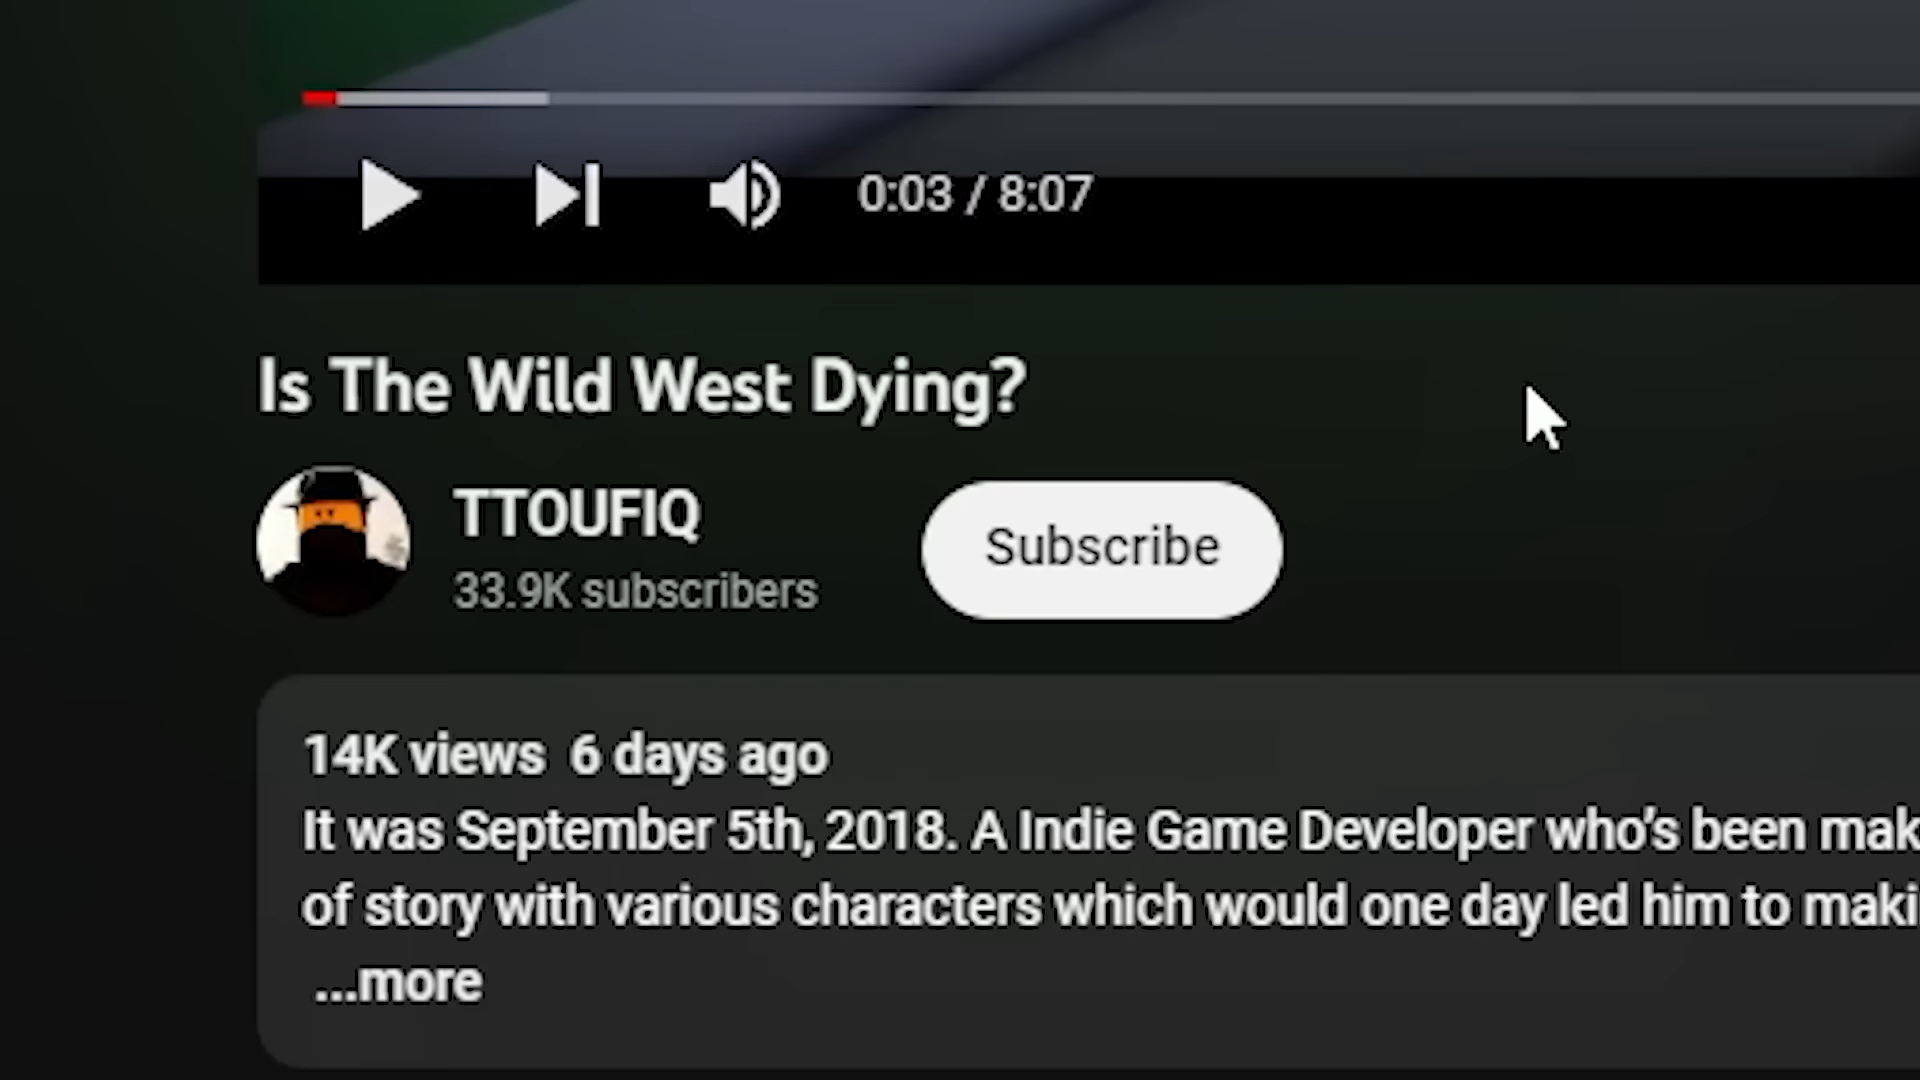 0:03 / 8:07
Is The Wild West Dying?
TTOUFIQ
33.9K subscribers
Subscribe
14K views 6 days ago
It was September 5th, 2018. A Indie Game Developer who’s been mak
of story with various characters which would one day led him to maki
...more